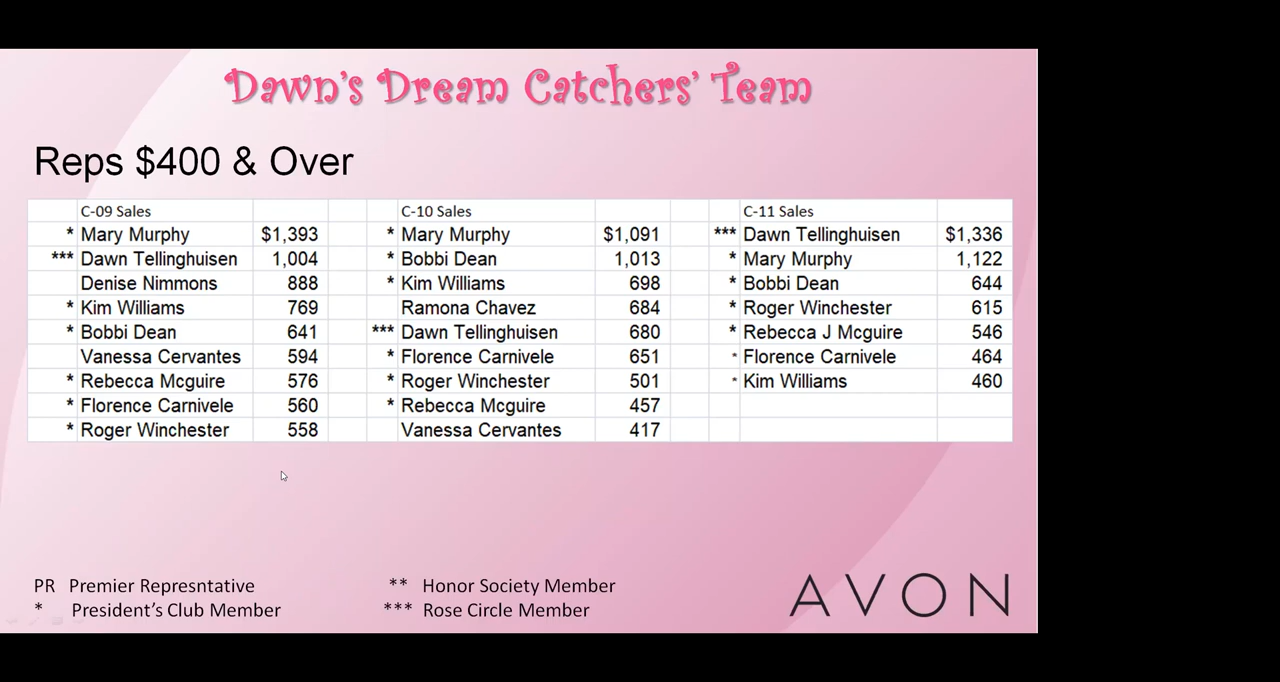 Dawn's Dream Catchers' Team
Reps $400 & Over
C-09 Sales C-10 Sales C-11 Sales
* Mary Murphy $1,393 * Mary Murphy $1,091 *** Dawn Tellinghuisen $1,336
*** Dawn Tellinghuisen 1,004 * Bobbi Dean 1,013 * Mary Murphy 1,122
Denise Nimmons 888 * Kim Williams 698 * Bobbi Dean 644
* Kim Williams 769 Ramona Chavez 684 * Roger Winchester 615
* Bobbi Dean 641 *** Dawn Tellinghuisen 680 * Rebecca J Mcguire 546
Vanessa Cervantes 594 * Florence Carnivele 651 * Florence Carnivele 464
* Rebecca Mcguire 576 * Roger Winchester 501 * Kim Williams 460
* Florence Carnivele 560 * Rebecca Mcguire 457
* Roger Winchester 558 Vanessa Cervantes 417
PR Premier Represntative ** Honor Society Member
* President's Club Member *** Rose Circle Member
AVON